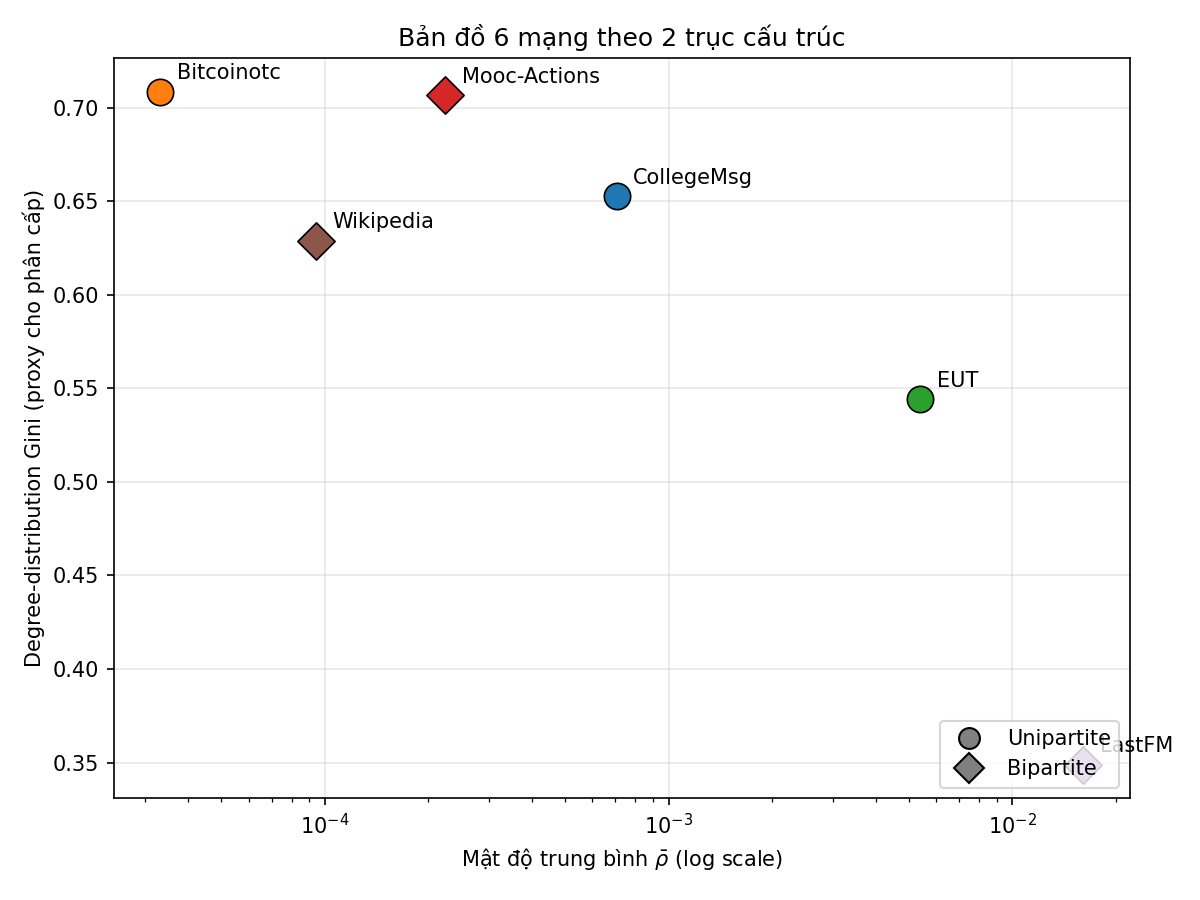 Bản đồ 6 mạng theo 2 trục cấu trúc
Bitcoinotc
Mooc-Actions
CollegeMsg
Wikipedia
EUT
LastFM
Unipartite
Bipartite
Degree-distribution Gini (proxy cho phân cấp)
0.70
0.65
0.60
0.55
0.50
0.45
0.40
0.35
10⁻⁴
10⁻³
10⁻²
Mật độ trung bình ρ̄ (log scale)